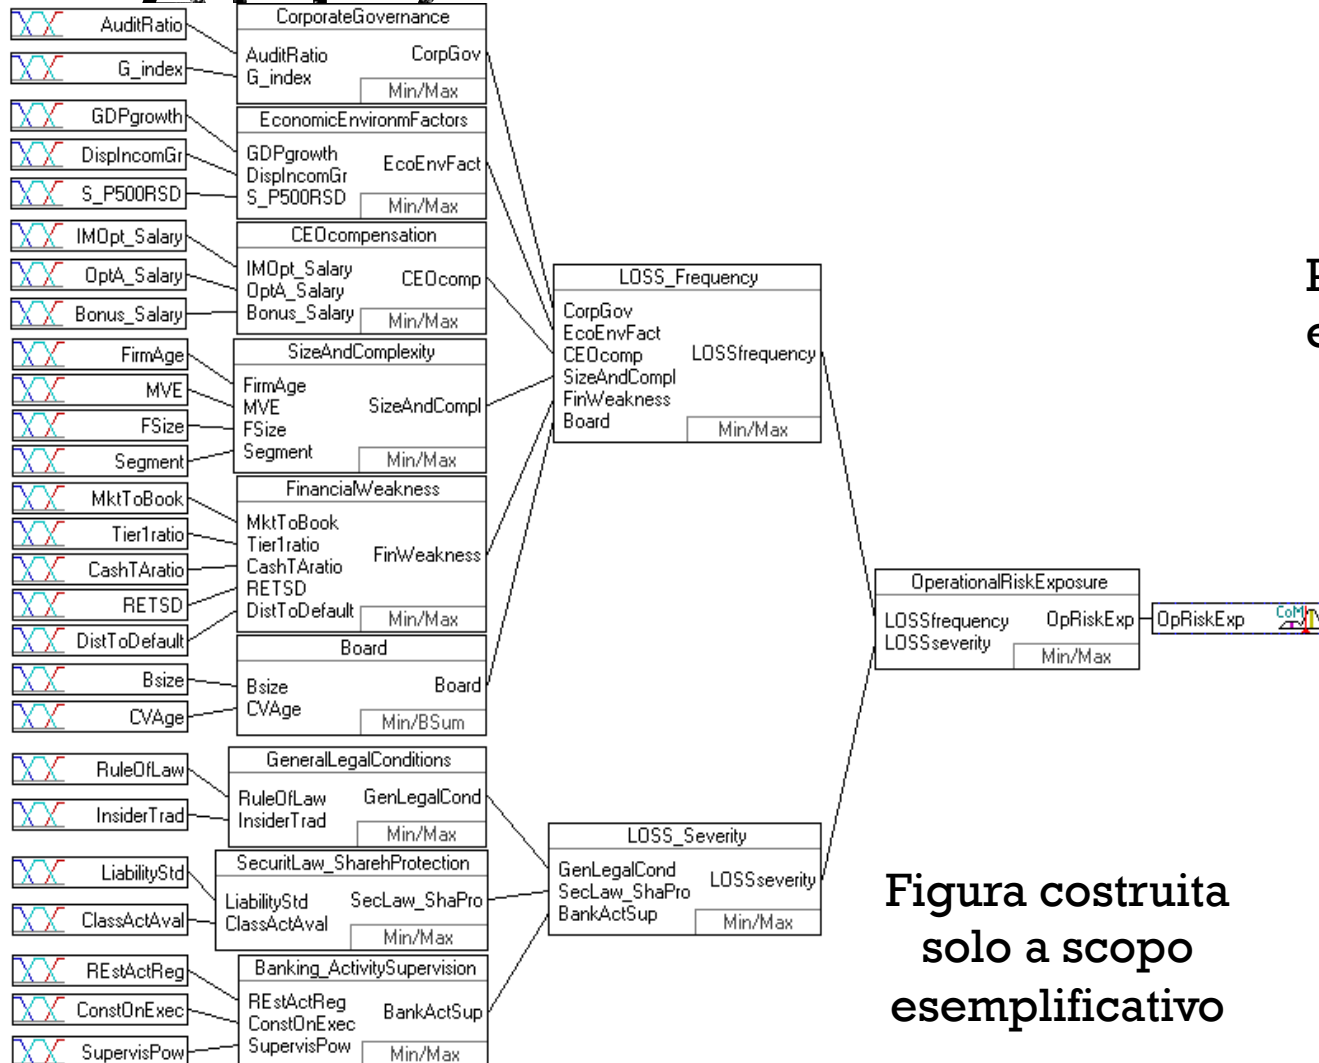 AuditRatio
G_index
GDPgrowth
DispIncomGr
S_P500RSD
IMOpt_Salary
OptA_Salary
Bonus_Salary
FirmAge
MVE
FSize
Segment
MktToBook
Tier1ratio
CashTAratio
RETSD
DistToDefault
Bsize
CVAge
RuleOfLaw
InsiderTrad
LiabilityStd
ClassActAval
REstActReg
ConstOnExec
SupervisPow
CorporateGovernance
AuditRatio CorpGov
G_index
Min/Max
EconomicEnvironmFactors
GDPgrowth
DispIncomGr EcoEnvFact
S_P500RSD
Min/Max
CEOcompensation
IMOpt_Salary
OptA_Salary CEOcomp
Bonus_Salary
Min/Max
SizeAndComplexity
FirmAge
MVE SizeAndCompl
FSize
Segment
Min/Max
FinancialWeakness
MktToBook
Tier1ratio
CashTAratio FinWeakness
RETSD
DistToDefault
Min/Max
Board
Bsize Board
CVAge
Min/BSum
GeneralLegalConditions
RuleOfLaw GenLegalCond
InsiderTrad
Min/Max
SecuritLaw_SharehProtection
LiabilityStd SecLaw_ShaPro
ClassActAval
Min/Max
Banking_ActivitySupervision
REstActReg
ConstOnExec BankActSup
SupervisPow
Min/Max
LOSS_Frequency
CorpGov
EcoEnvFact
CEOcomp LOSSfrequency
SizeAndCompl
FinWeakness
Board
Min/Max
LOSS_Severity
GenLegalCond
SecLaw_ShaPro LOSSseverity
BankActSup
Min/Max
OperationalRiskExposure
LOSSfrequency OpRiskExp
LOSSseverity
Min/Max
OpRiskExp CoM
Figura costruita
solo a scopo
esemplificativo